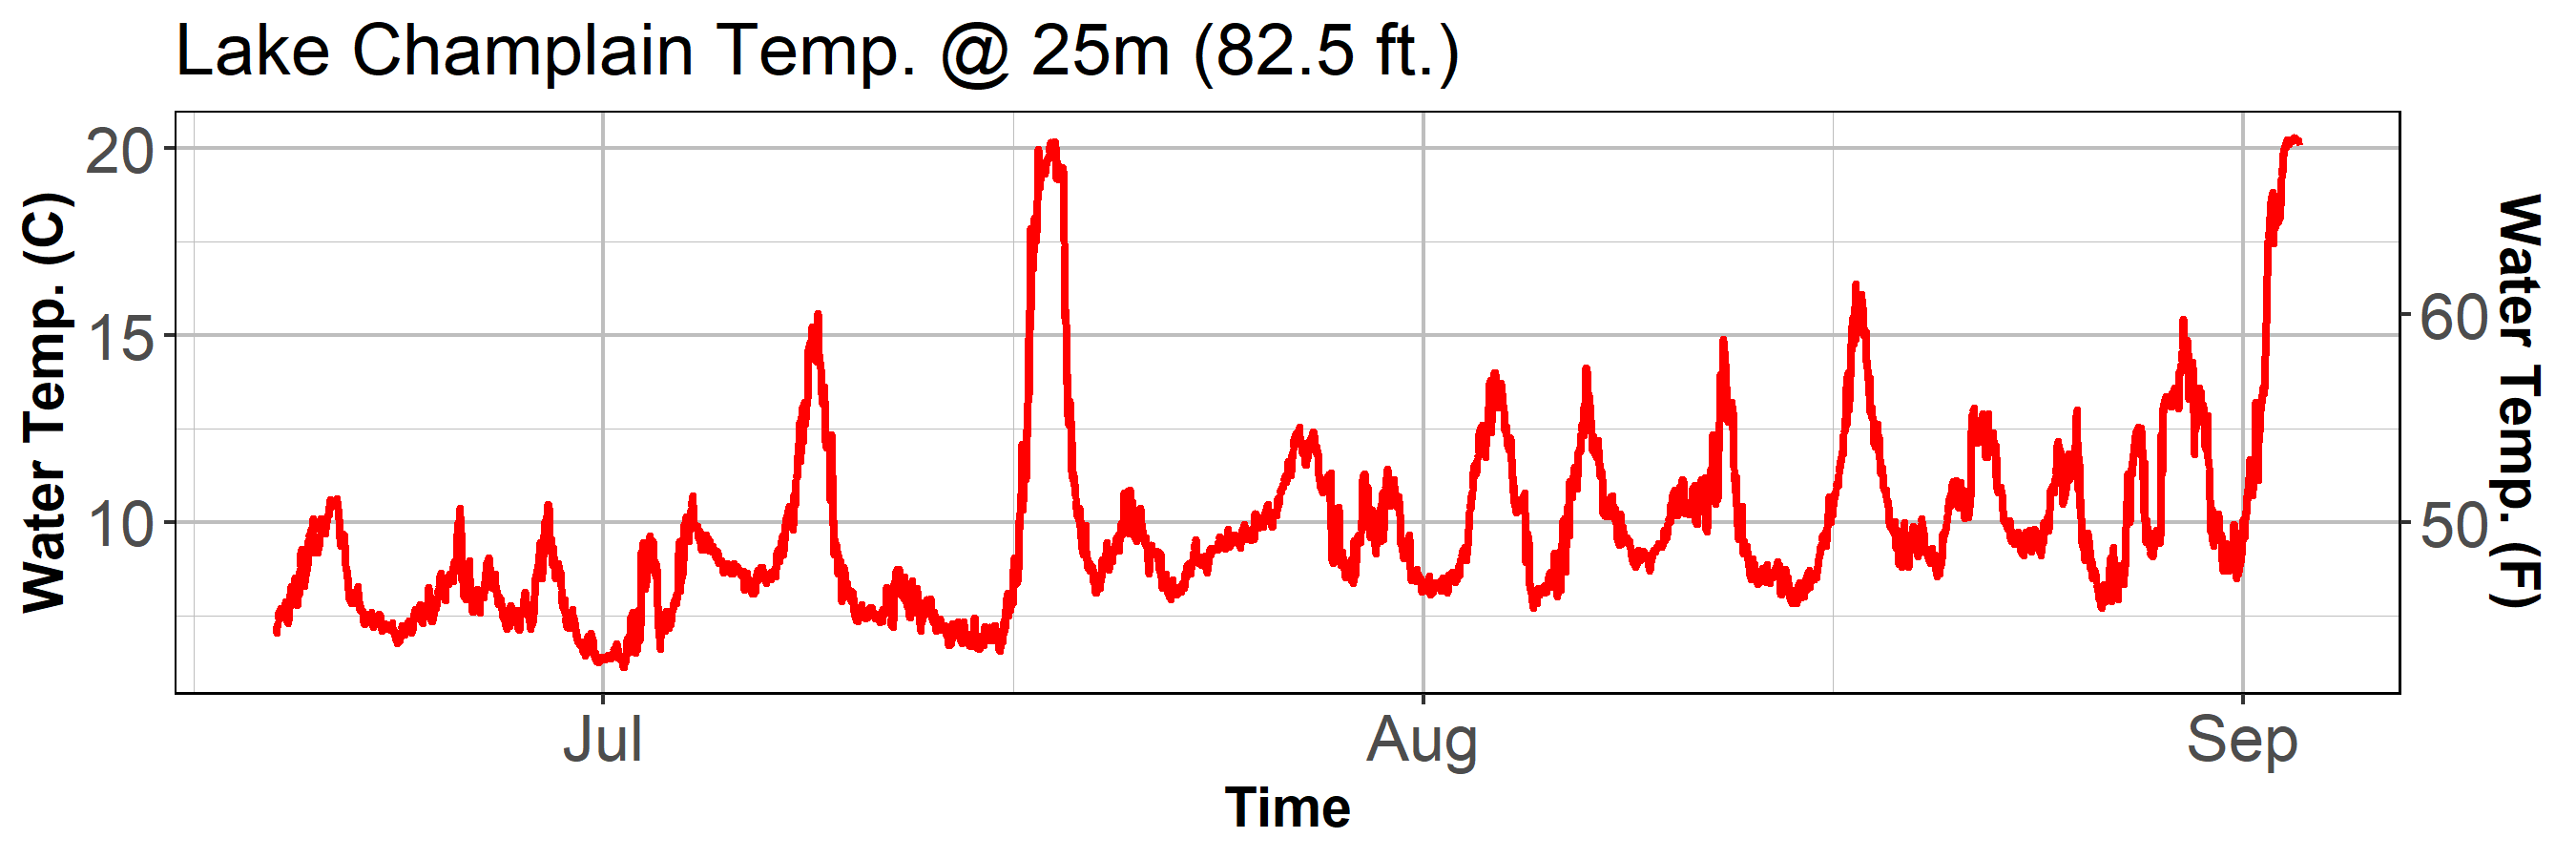 Lake Champlain Temp. @ 25m (82.5 ft.)
Water Temp. (C)
20
15
10
60
50
Water Temp. (F)
Jul
Aug
Sep
Time